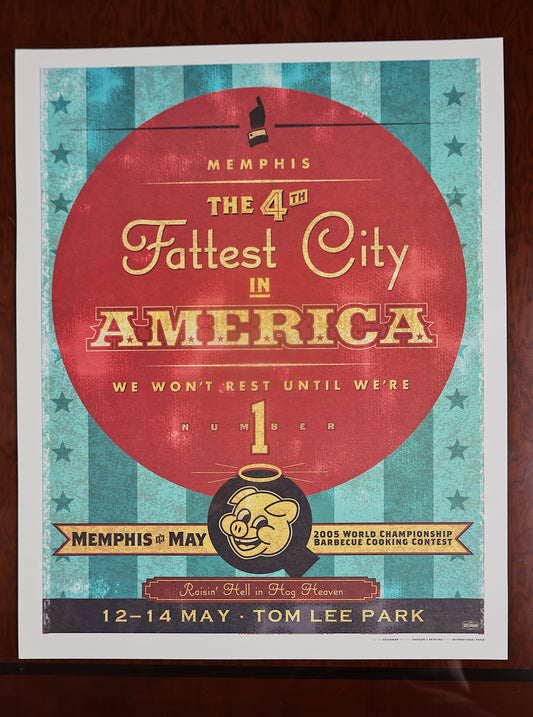 MEMPHIS
THE 4TH
Fattest City
IN
AMERICA
WE WON'T REST UNTIL WE'RE
NUMBER
1
MEMPHIS IN MAY
2005 WORLD CHAMPIONSHIP
BARBECUE COOKING CONTEST
Raisin' Hell in Hog Heaven
12–14 MAY · TOM LEE PARK